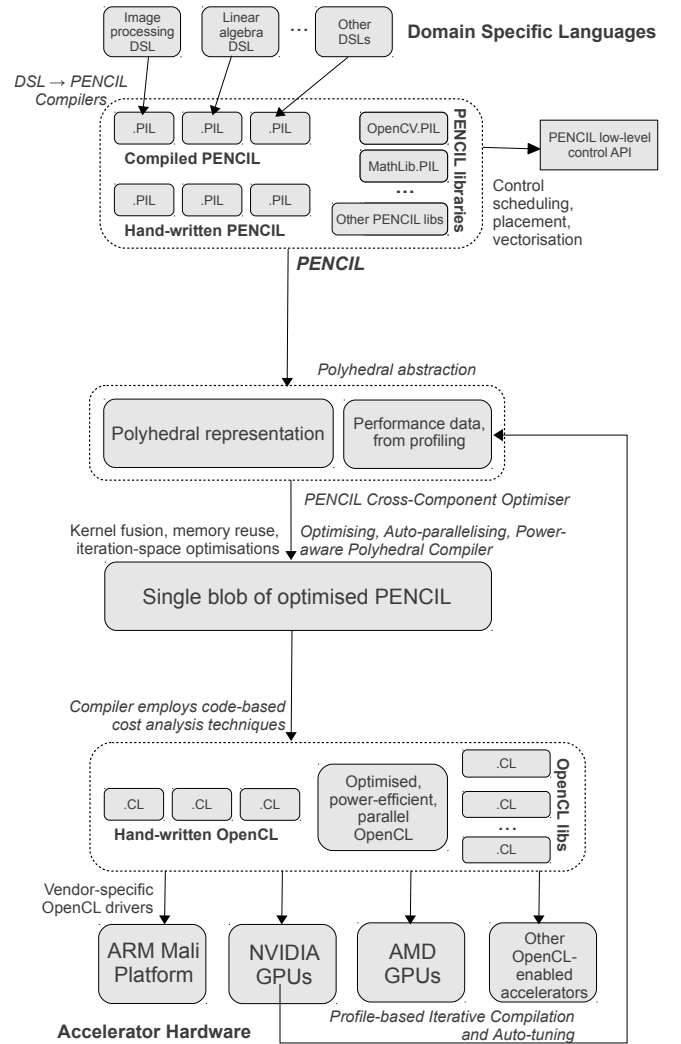 Image
processing
DSL
Linear
algebra
DSL
...
Other
DSLs
Domain Specific Languages
DSL → PENCIL
Compilers
.PIL
.PIL
.PIL
Compiled PENCIL
.PIL
.PIL
.PIL
Hand-written PENCIL
OpenCV.PIL
MathLib.PIL
...
Other PENCIL libs
PENCIL libraries
PENCIL low-level
control API
Control
scheduling,
placement,
vectorisation
PENCIL
Polyhedral abstraction
Polyhedral representation
Performance data,
from profiling
PENCIL Cross-Component Optimiser
Kernel fusion, memory reuse,
iteration-space optimisations
Optimising, Auto-parallelising, Power-
aware Polyhedral Compiler
Single blob of optimised PENCIL
Compiler employs code-based
cost analysis techniques
.CL
.CL
.CL
Hand-written OpenCL
Optimised,
power-efficient,
parallel
OpenCL
.CL
.CL
...
.CL
OpenCL libs
Vendor-specific
OpenCL drivers
ARM Mali
Platform
NVIDIA
GPUs
AMD
GPUs
Other
OpenCL-
enabled
accelerators
Profile-based Iterative Compilation
and Auto-tuning
Accelerator Hardware